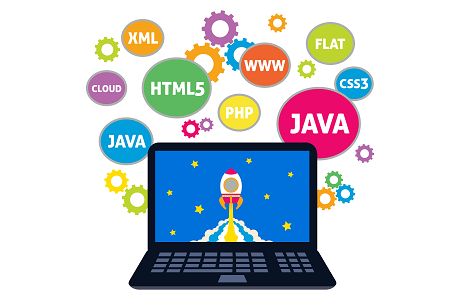 XML
FLAT
WWW
CLOUD
HTML5
CSS3
PHP
JAVA
JAVA